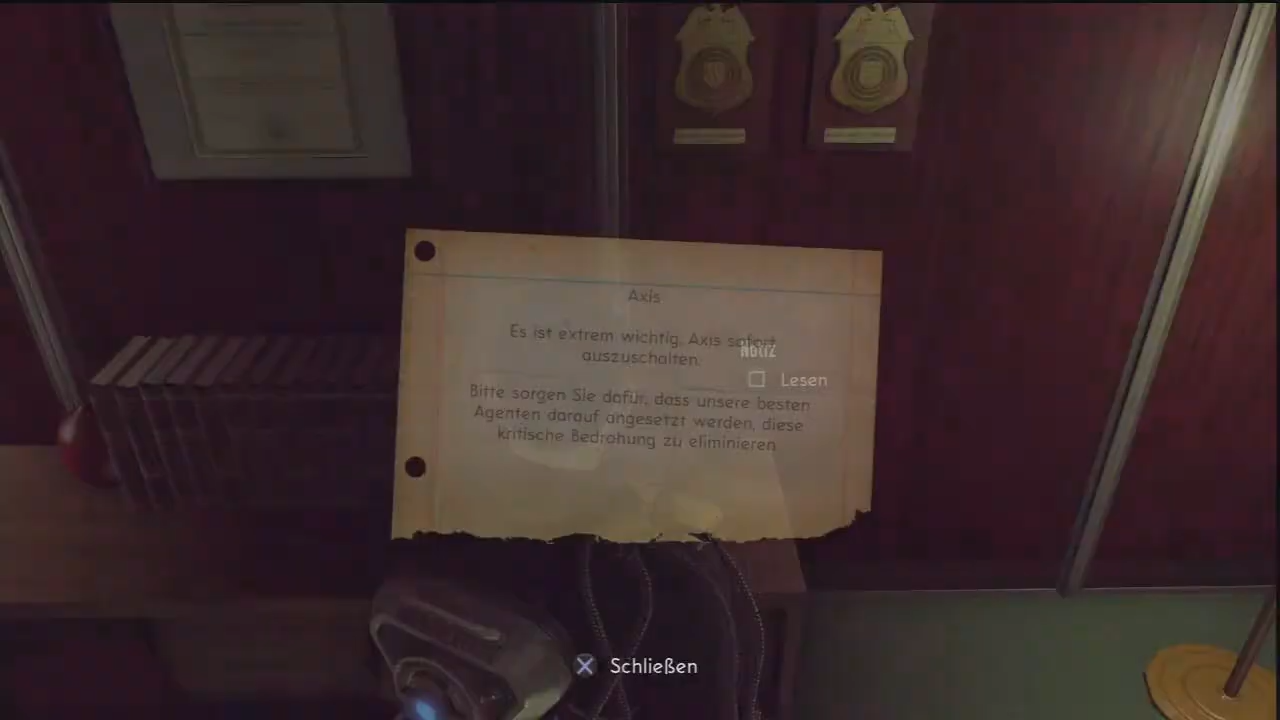 Axis
Es ist extrem wichtig, Axis sofort
auszuschalten.
Notiz
Lesen
Bitte sorgen Sie dafür, dass unsere besten
Agenten darauf angesetzt werden, diese
kritische Bedrohung zu eliminieren
Schließen